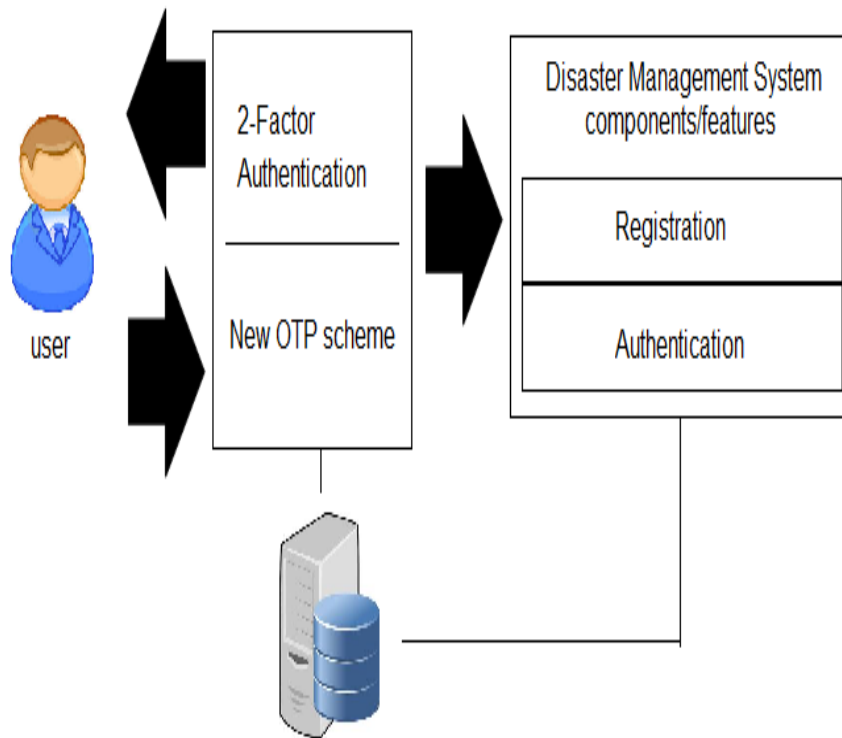 user
2-Factor
Authentication
New OTP scheme
Disaster Management System
components/features
Registration
Authentication